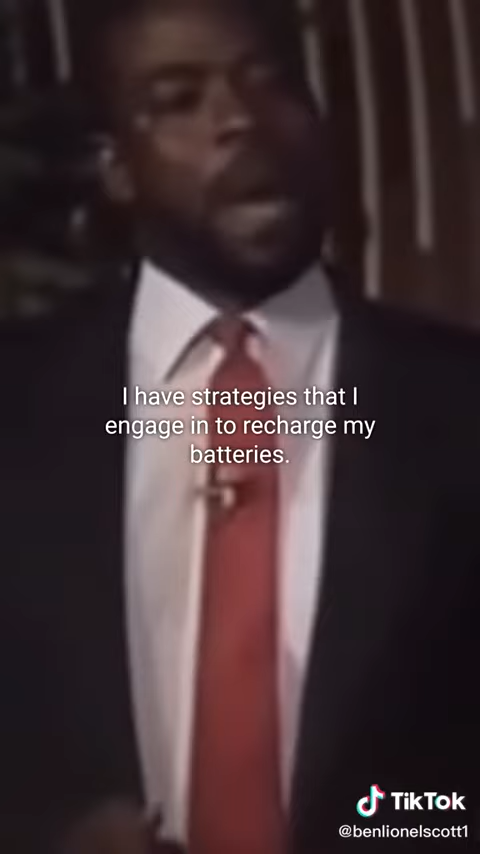 I have strategies that I
engage in to recharge my
batteries.
TikTok
@benlionelscott1